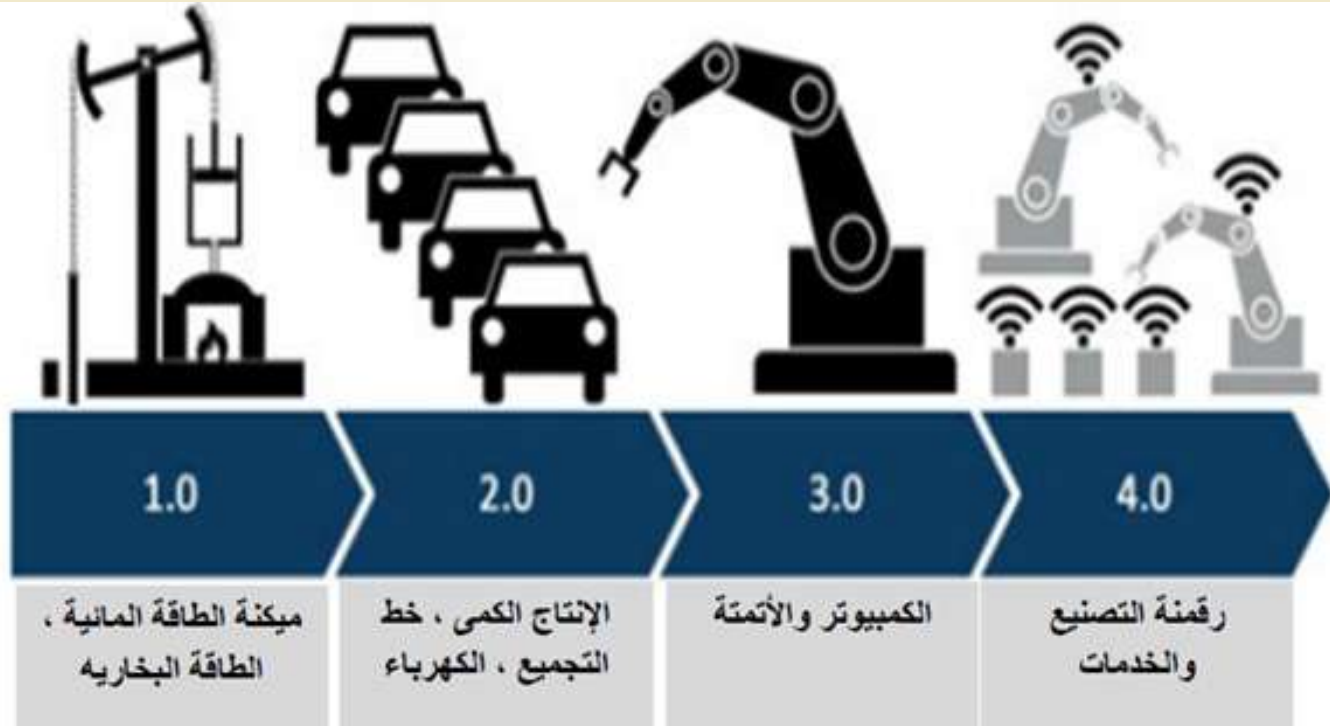 1.0
2.0
3.0
4.0
ميكنة الطاقة المائية ،
الطاقة البخاريه
الإنتاج الكمى ، خط
التجميع ، الكهرباء
الكمبيوتر والأتمتة
رقمنة التصنيع
والخدمات